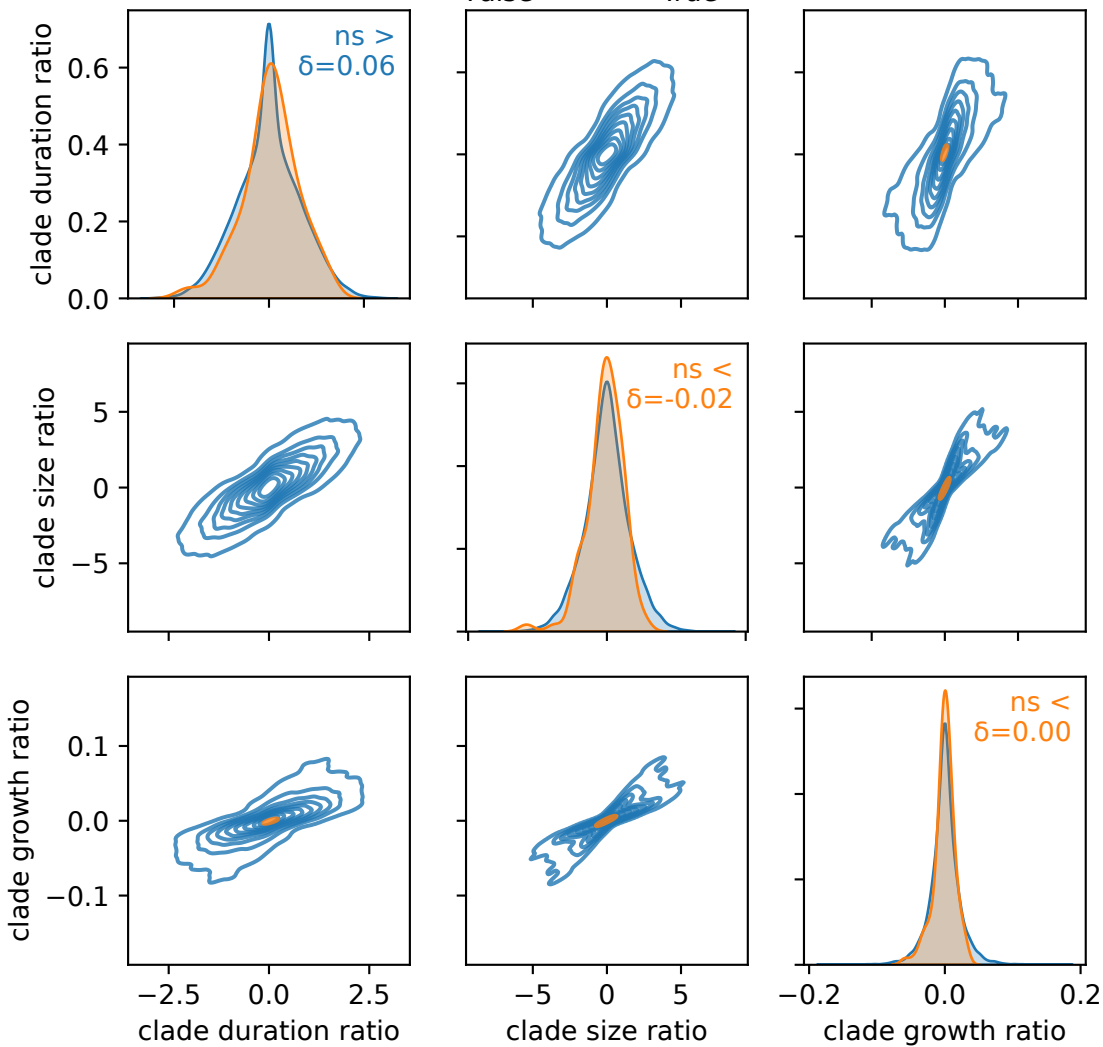 ns >
δ=0.06
clade duration ratio
0.6
0.4
0.2
0.0
ns <
δ=-0.02
clade size ratio
5
0
−5
ns <
δ=0.00
clade growth ratio
0.1
0.0
−0.1
−2.5 0.0 2.5 −5 0 5 −0.2 0.0 0.2
clade duration ratio clade size ratio clade growth ratio